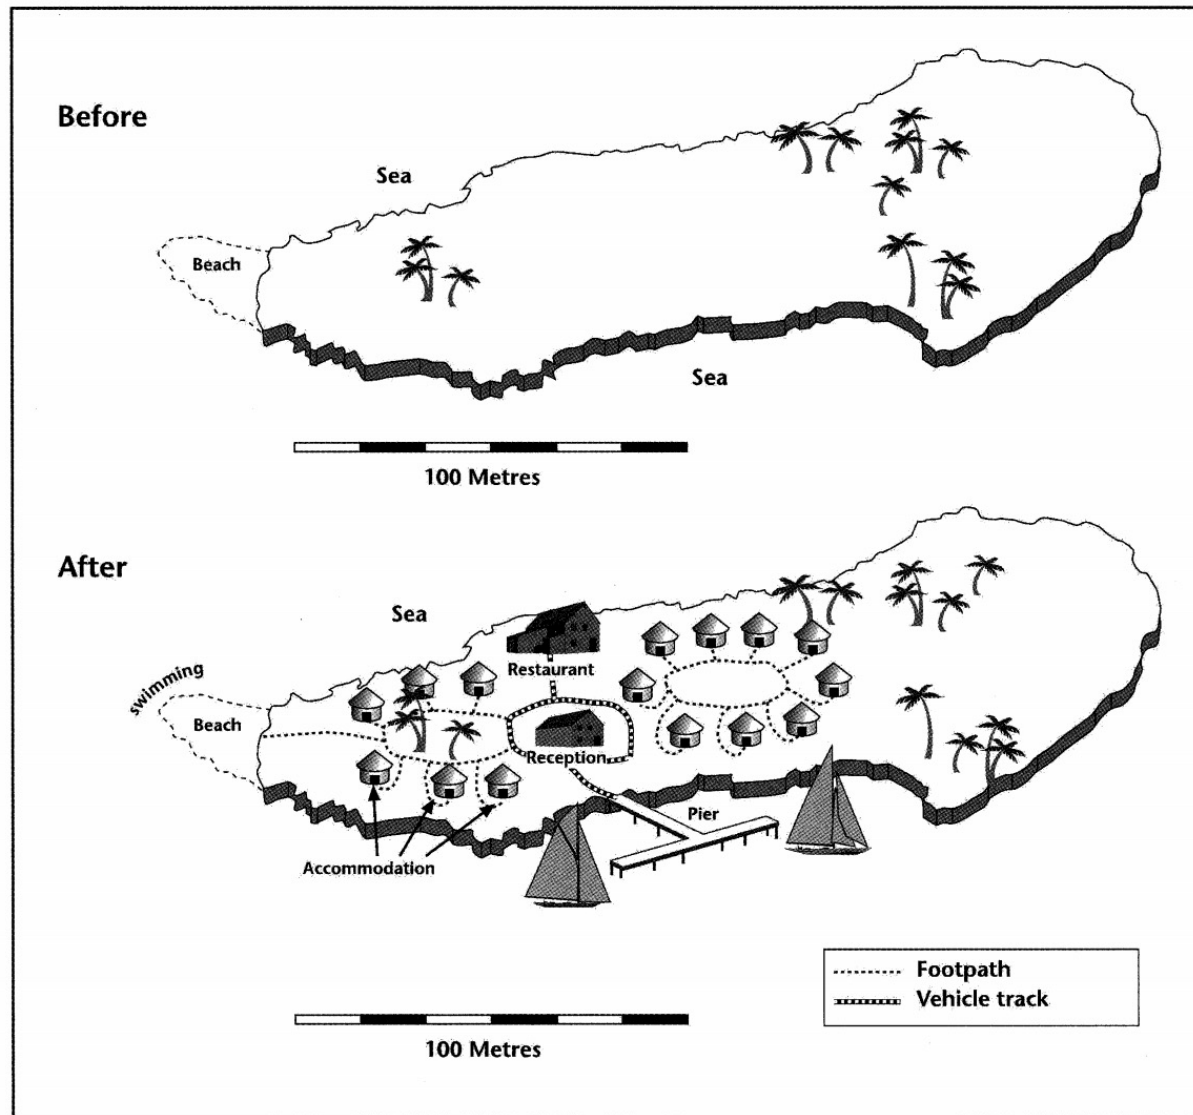 Before
Sea
Beach
Sea
100 Metres
After
Sea
swimming
Restaurant
Beach
Reception
Pier
Accommodation
Footpath
Vehicle track
100 Metres